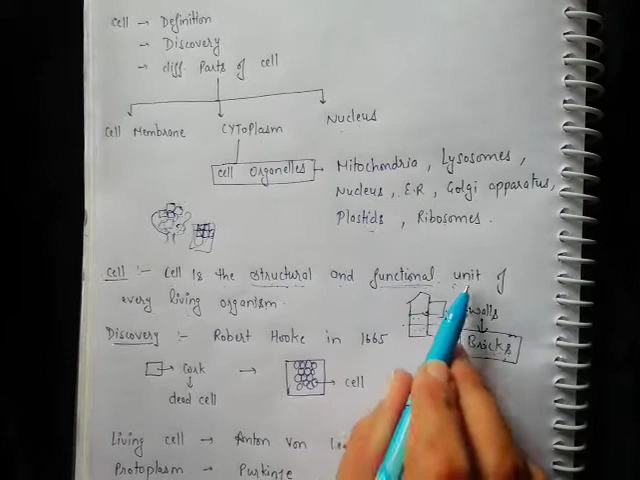 Cell → Definition
→ Discovery
→ diff. Parts of cell
Cell Membrane CYToplasm Nucleus
Cell Organelles → Mitochondria, Lysosomes,
Nucleus, E.R, Golgi apparatus,
Plastids, Ribosomes.
Cell :- Cell is the structural and functional unit of
every living organism.
walls
Discovery :- Robert Hooke in 1665
Bricks
→ Cork → → cell
dead cell
Living cell → Anton Von
Protoplasm → Purkinje